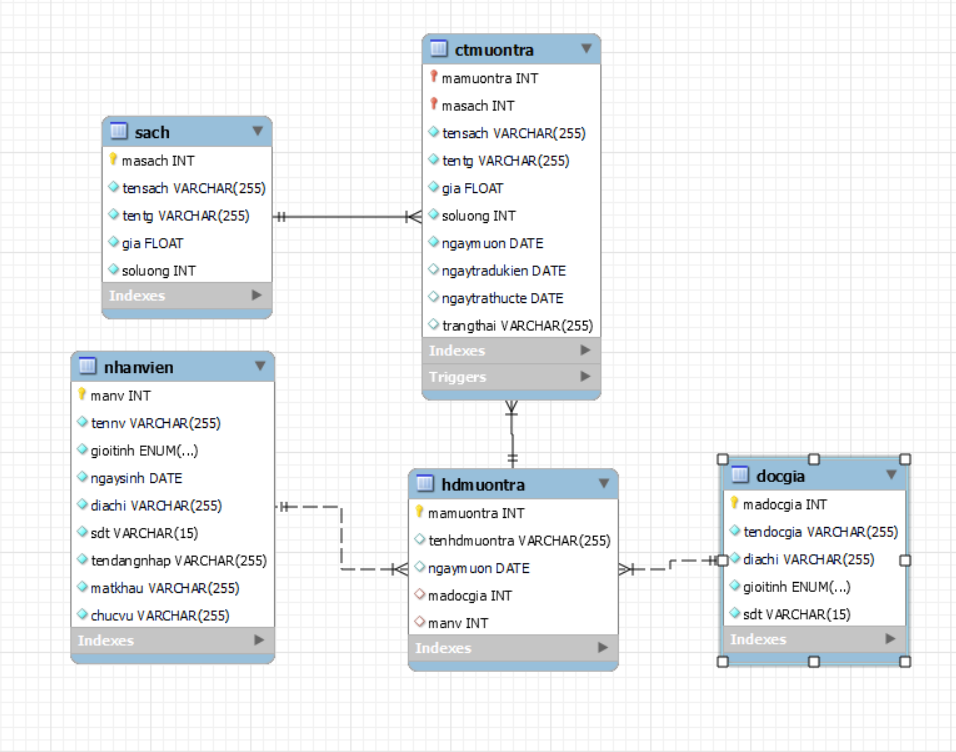 ctmuontra
mamuontra INT
masach INT
tensach VARCHAR(255)
tentg VARCHAR(255)
gia FLOAT
soluong INT
ngaymuon DATE
ngaytradukien DATE
ngaytrathucte DATE
trangthai VARCHAR(255)
Indexes
Triggers
sach
masach INT
tensach VARCHAR(255)
tentg VARCHAR(255)
gia FLOAT
soluong INT
Indexes
nhanvien
manv INT
tennv VARCHAR(255)
gioitinh ENUM(...)
ngaysinh DATE
diachi VARCHAR(255)
sdt VARCHAR(15)
tendangnhap VARCHAR(255)
matkhau VARCHAR(255)
chucvu VARCHAR(255)
Indexes
hdmuontra
mamuontra INT
tenhdmuontra VARCHAR(255)
ngaymuon DATE
madocgia INT
manv INT
Indexes
docgia
madocgia INT
tendocgia VARCHAR(255)
diachi VARCHAR(255)
gioitinh ENUM(...)
sdt VARCHAR(15)
Indexes